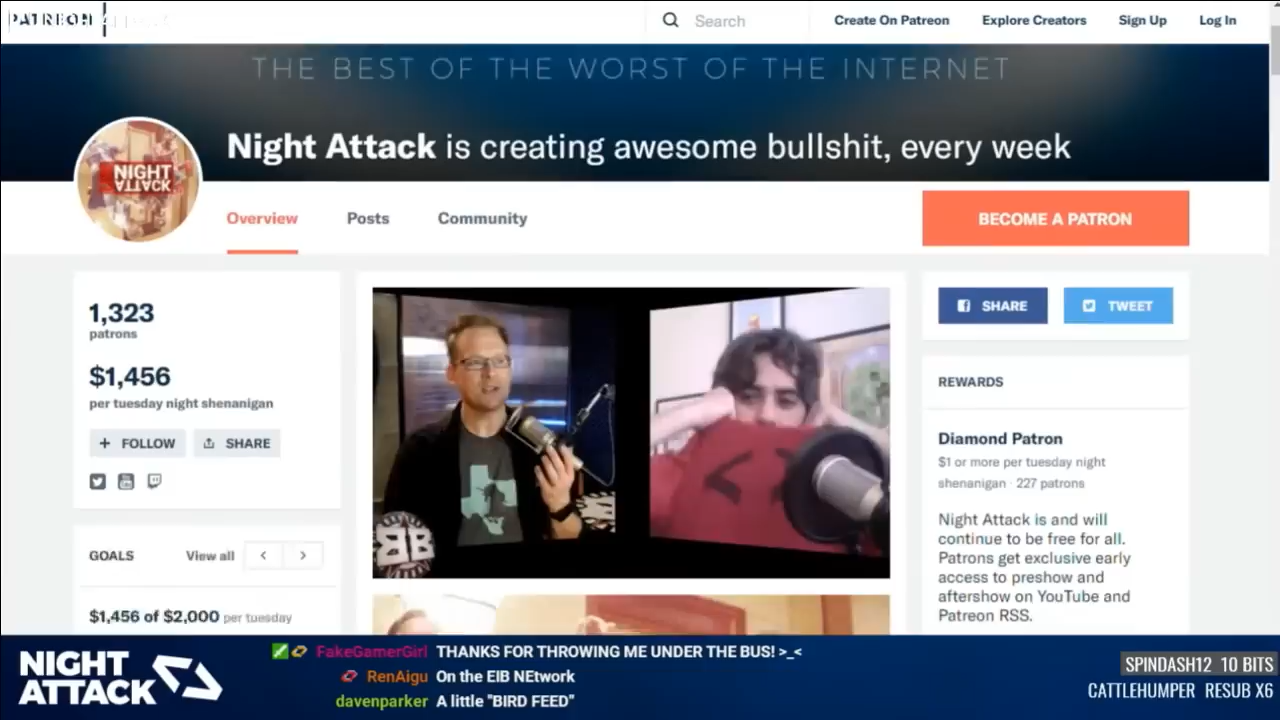 PATREON
Search
Create On Patreon
Explore Creators
Sign Up
Log In
THE BEST OF THE WORST OF THE INTERNET
NIGHT
ATTACK
Night Attack is creating awesome bullshit, every week
Overview
Posts
Community
BECOME A PATRON
1,323
patrons
$1,456
per tuesday night shenanigan
+ FOLLOW
SHARE
GOALS
View all
$1,456 of $2,000 per tuesday
BB
SHARE
TWEET
REWARDS
Diamond Patron
$1 or more per tuesday night
shenanigan · 227 patrons
Night Attack is and will
continue to be free for all.
Patrons get exclusive early
access to preshow and
aftershow on YouTube and
Patreon RSS.
NIGHT
ATTACK
FakeGamerGirl THANKS FOR THROWING ME UNDER THE BUS! >_<
RenAigu On the EIB NEtwork
davenparker A little "BIRD FEED"
SPINDASH12 10 BITS
CATTLEHUMPER RESUB X6